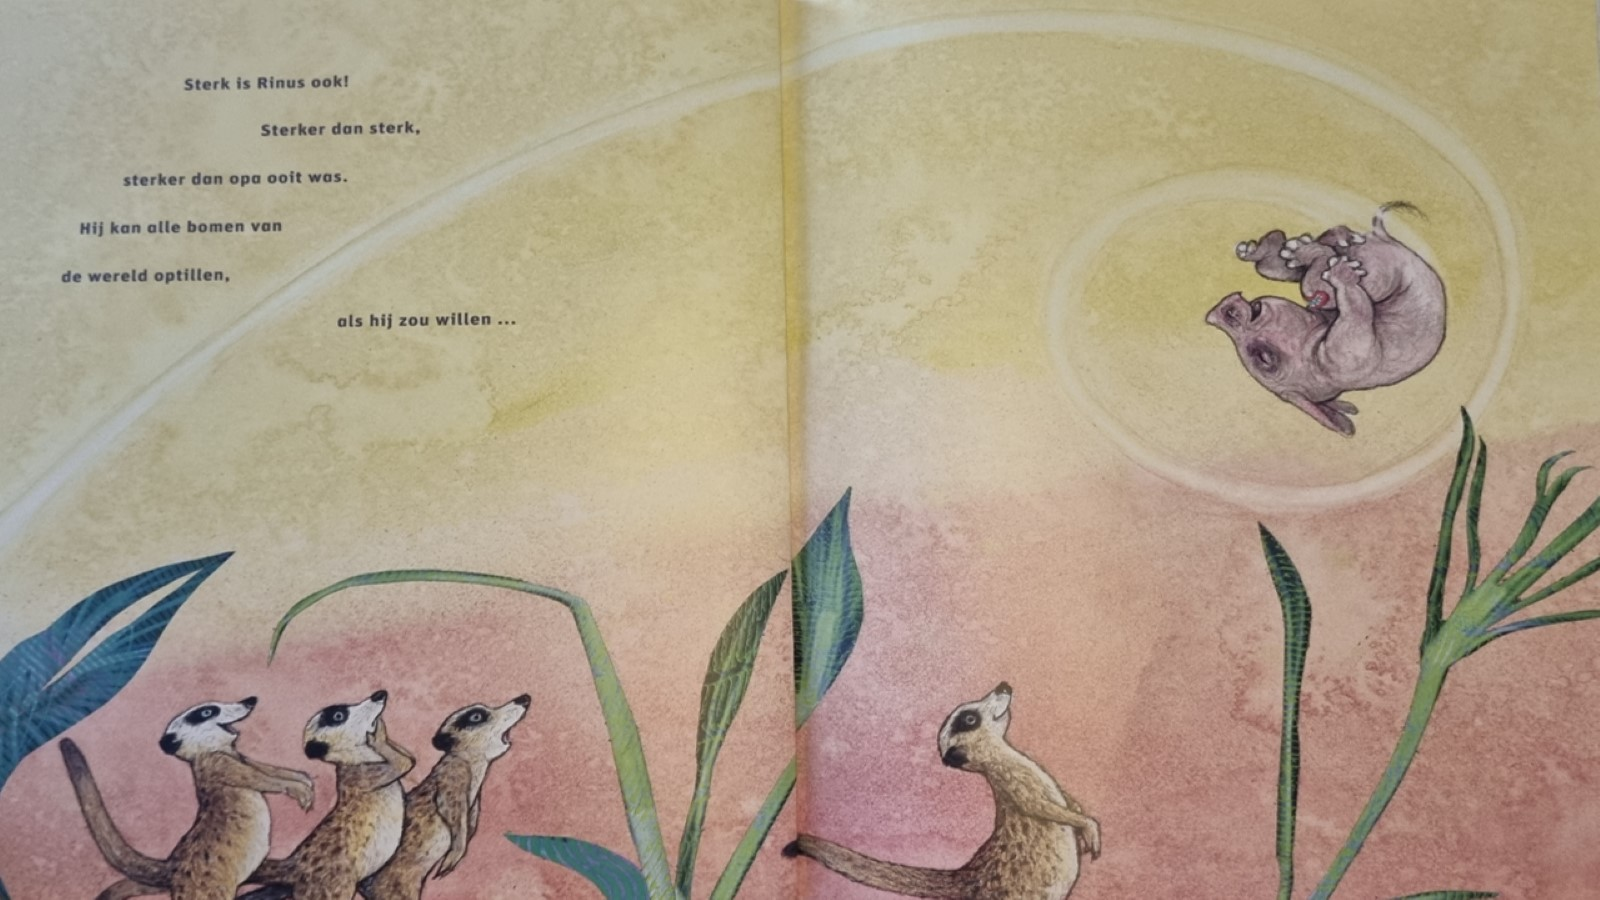 Sterk is Rinus ook!
Sterker dan sterk,
sterker dan opa ooit was.
Hij kan alle bomen van
de wereld optillen,
als hij zou willen ...